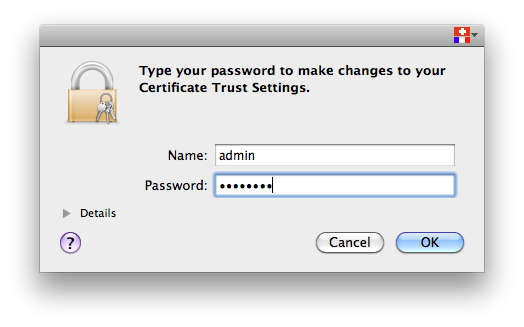 Type your password to make changes to your
Certificate Trust Settings.
Name: admin
Password: ••••••••
Details
? Cancel OK